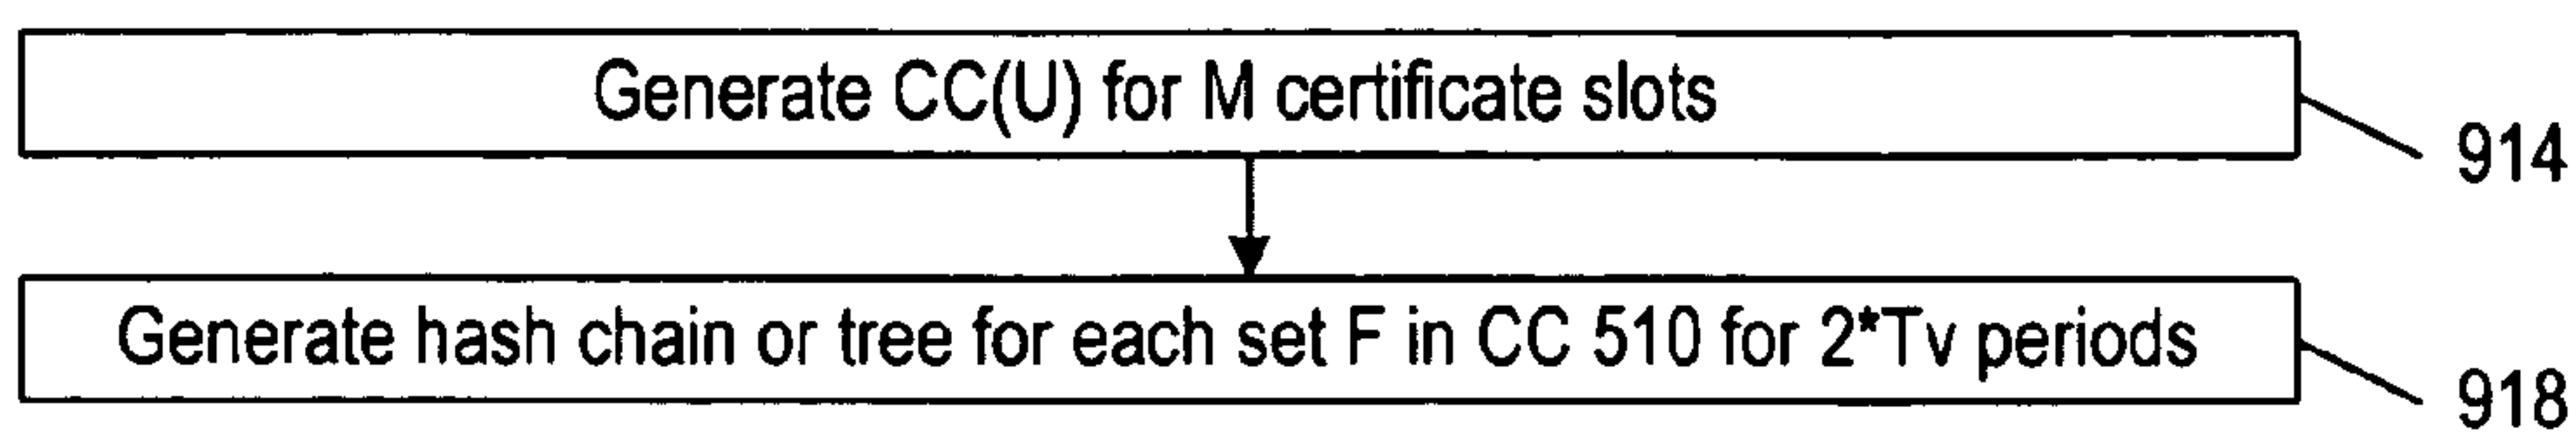 Generate CC(U) for M certificate slots
914
Generate hash chain or tree for each set F in CC 510 for 2*Tv periods
918